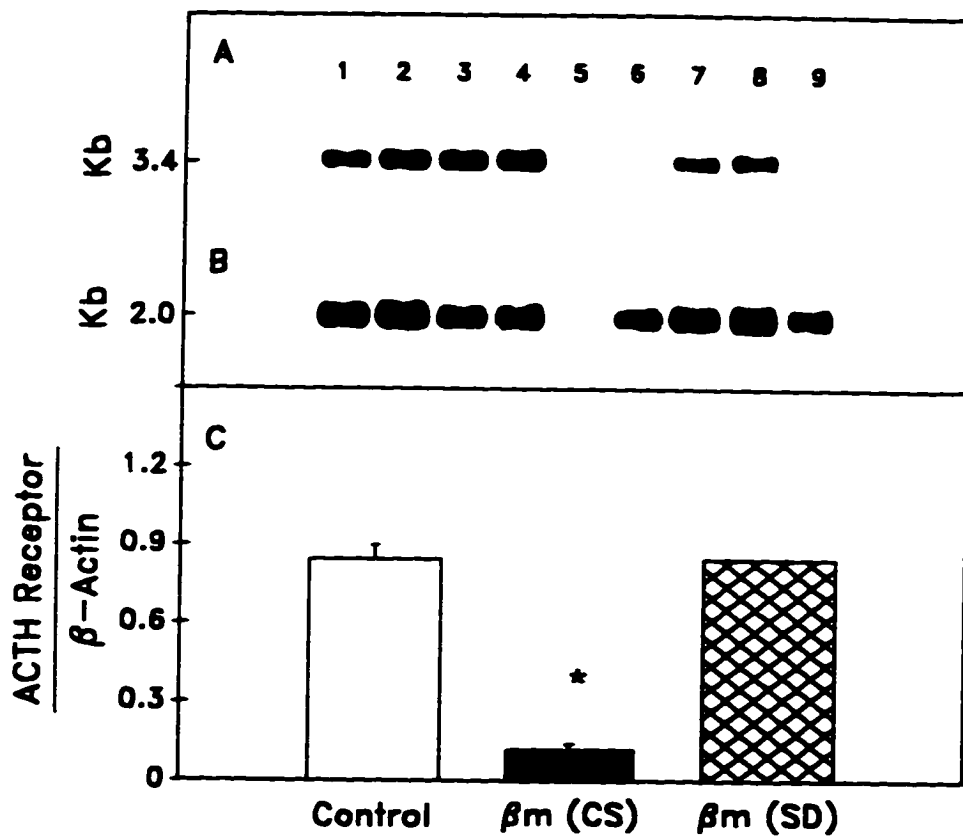 A
1 2 3 4 5 6 7 8 9
Kb 3.4
B
Kb 2.0
C
ACTH Receptor
β-Actin
1.2
0.9
0.6
0.3
0
*
Control βm (CS) βm (SD)